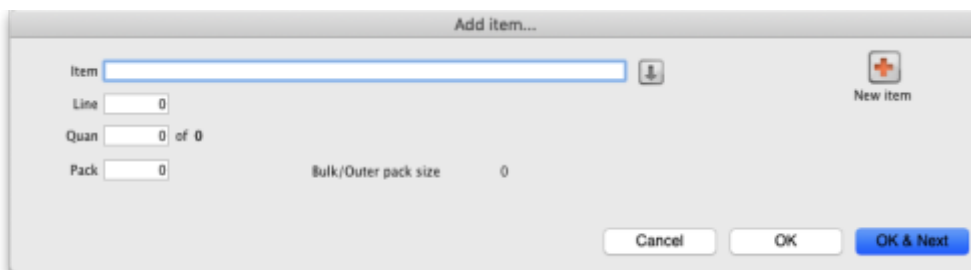 Add item...
Item
New item
Line 0
Quan 0 of 0
Pack 0 Bulk/Outer pack size 0
Cancel OK OK & Next